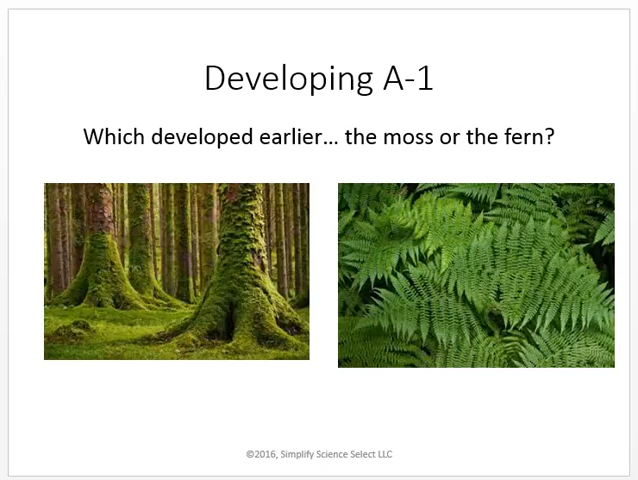 Developing A-1
Which developed earlier... the moss or the fern?
©2016, Simplify Science Select LLC